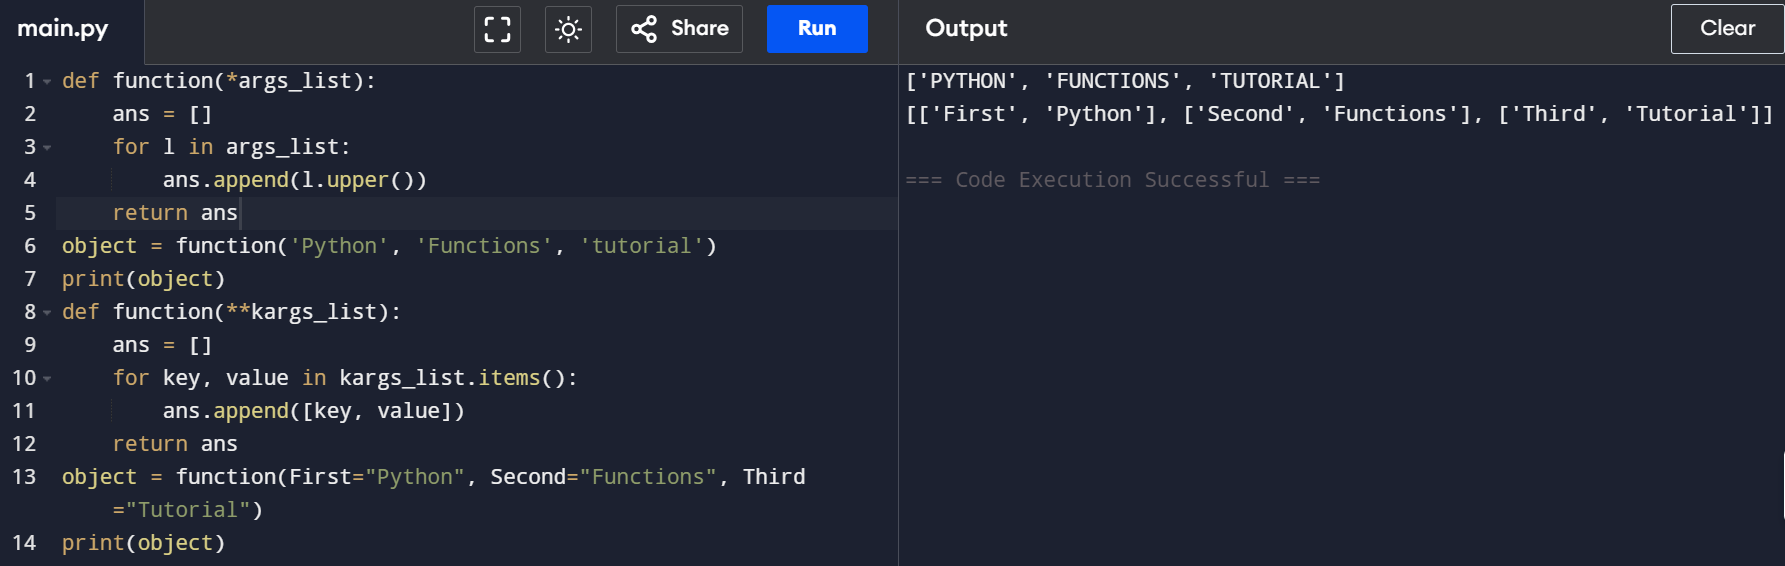 main.py
Share
Run
Output
Clear
1 def function(*args_list):
2     ans = []
3     for l in args_list:
4         ans.append(l.upper())
5     return ans
6 object = function('Python', 'Functions', 'tutorial')
7 print(object)
8 def function(**kargs_list):
9     ans = []
10     for key, value in kargs_list.items():
11         ans.append([key, value])
12     return ans
13 object = function(First="Python", Second="Functions", Third
    ="Tutorial")
14 print(object)
['PYTHON', 'FUNCTIONS', 'TUTORIAL']
[['First', 'Python'], ['Second', 'Functions'], ['Third', 'Tutorial']]
=== Code Execution Successful ===